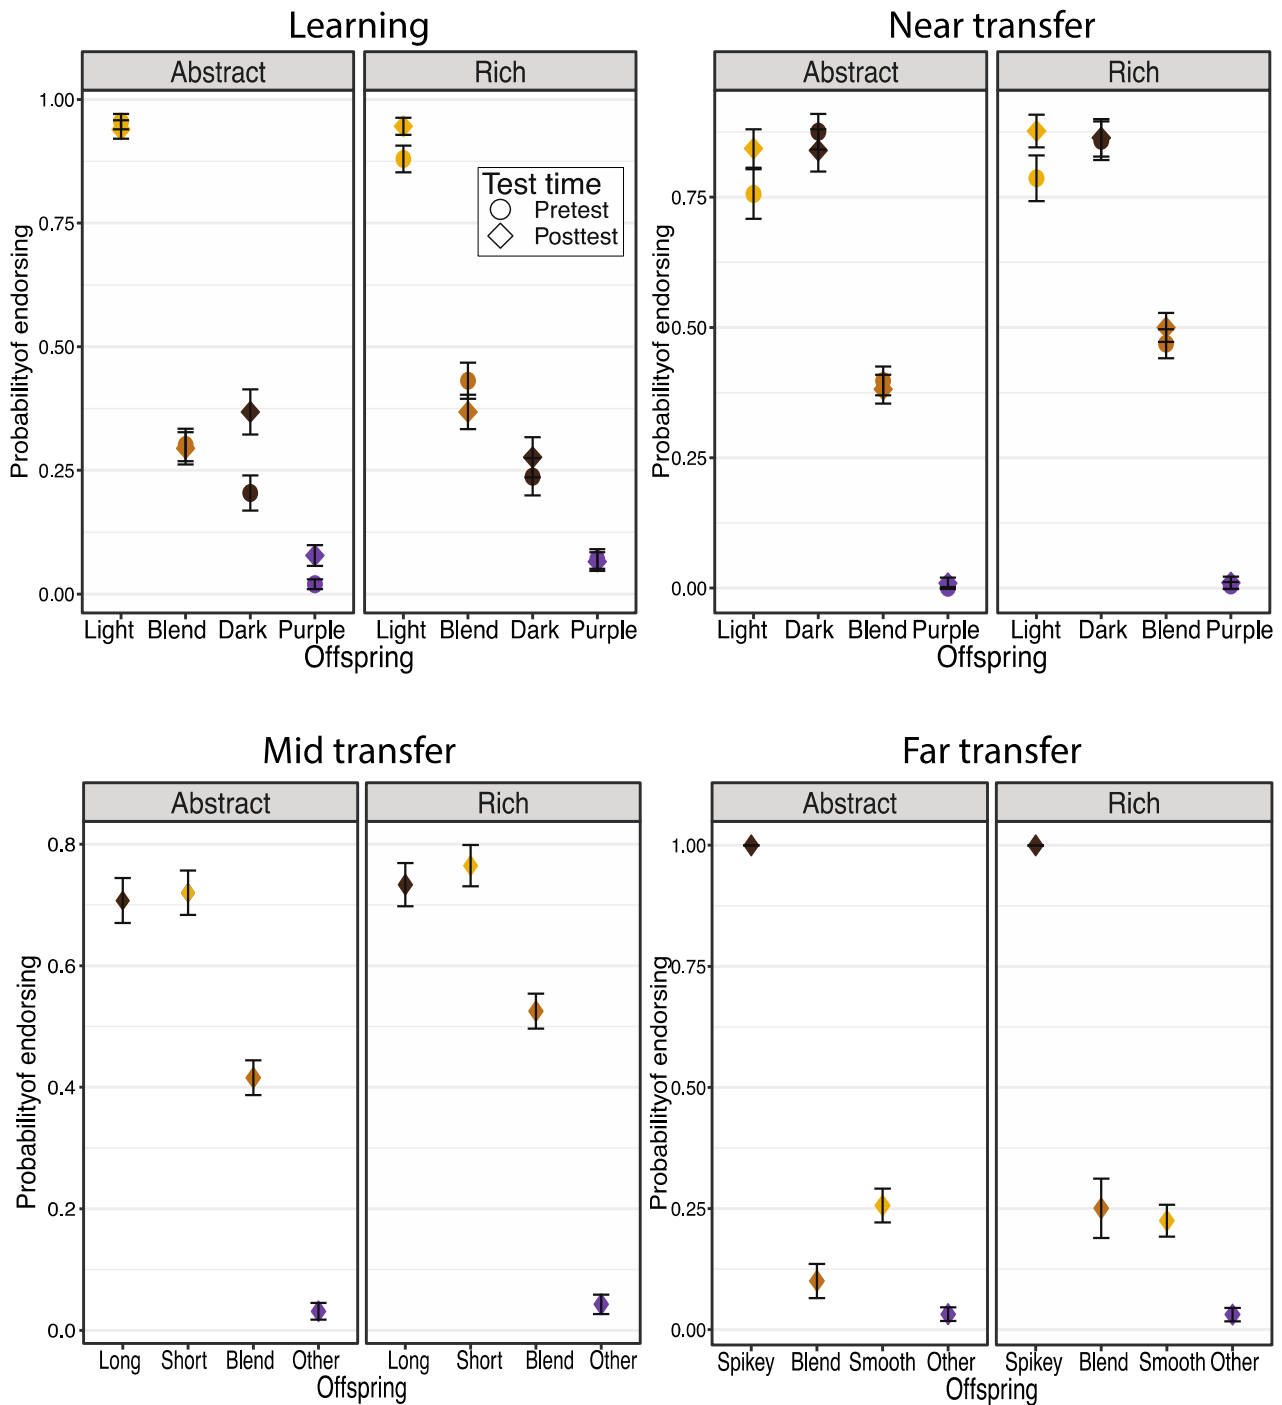 Learning
Near transfer
Abstract
Rich
Abstract
Rich
1.00
0.75
0.50
0.25
0.00
Probabilityof endorsing
Test time
Pretest
Posttest
Light Blend Dark Purple
Light Blend Dark Purple
Offspring
0.75
0.50
0.25
0.00
Probabilityof endorsing
Light Dark Blend Purple
Light Dark Blend Purple
Offspring
Mid transfer
Far transfer
Abstract
Rich
Abstract
Rich
0.8
0.6
0.4
0.2
0.0
Probabilityof endorsing
Long Short Blend Other
Long Short Blend Other
Offspring
1.00
0.75
0.50
0.25
0.00
Probabilityof endorsing
Spikey Blend Smooth Other
Spikey Blend Smooth Other
Offspring